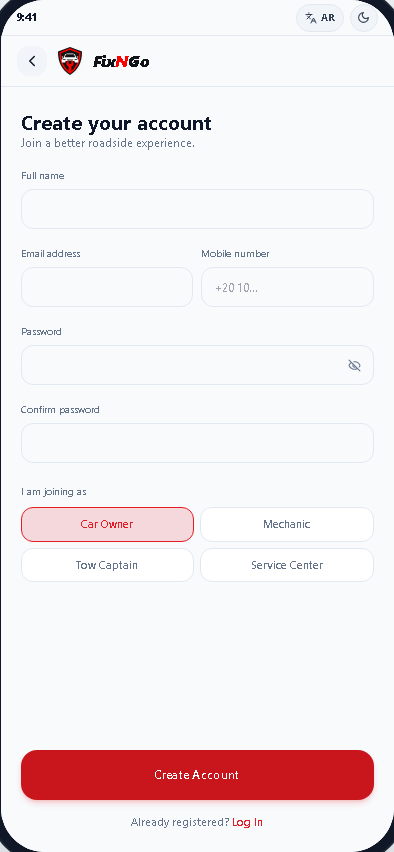 9:41
AR
FixNGo
Create your account
Join a better roadside experience.
Full name
Email address
Mobile number
+20 10...
Password
Confirm password
I am joining as
Car Owner
Mechanic
Tow Captain
Service Center
Create Account
Already registered? Log In